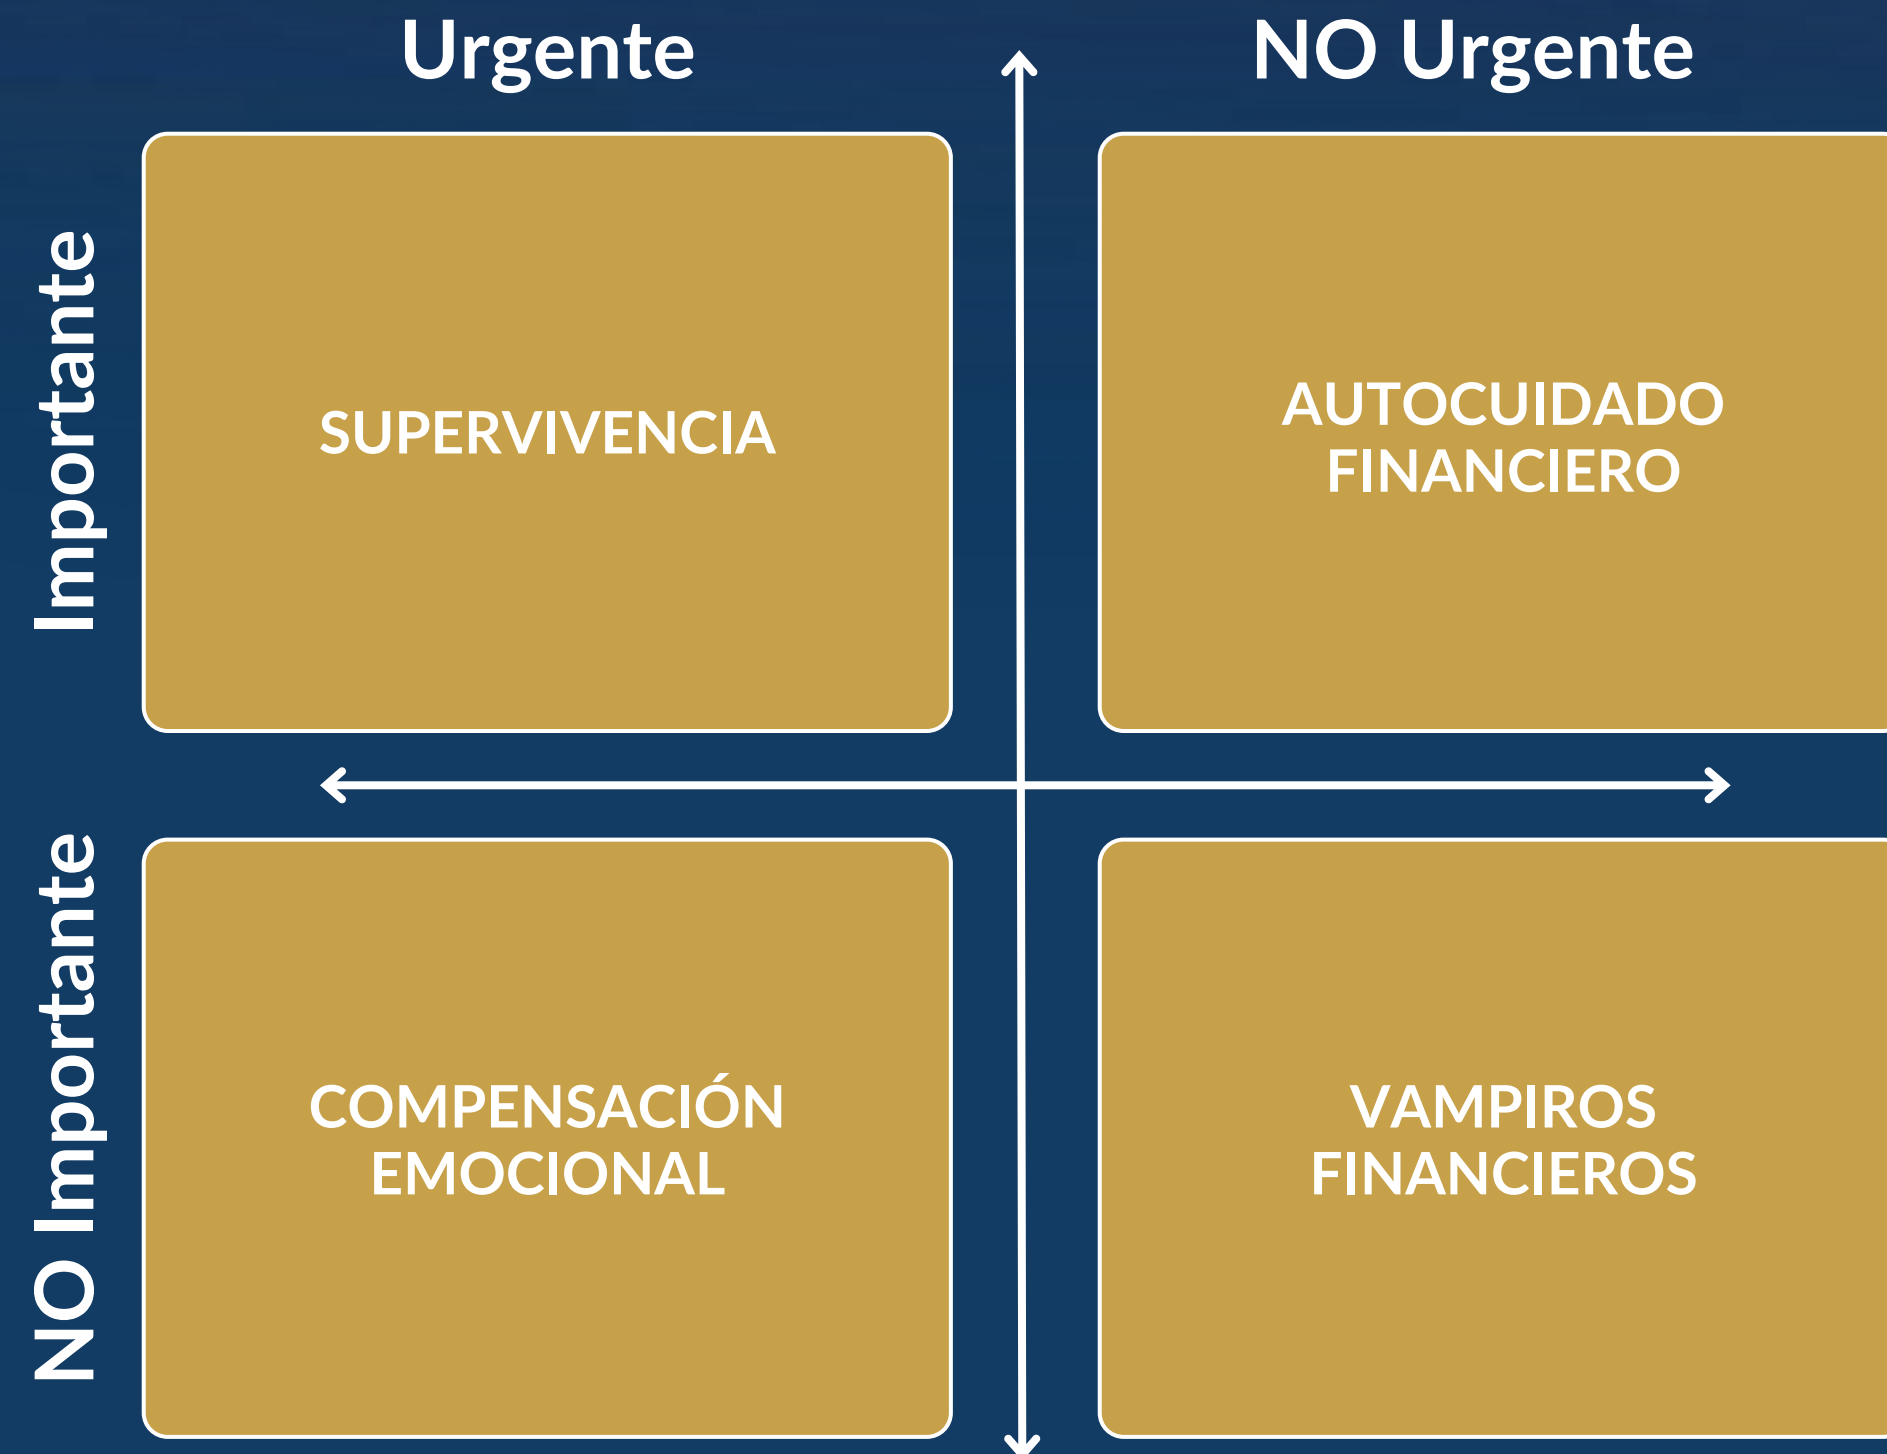 Urgente
NO Urgente
Importante
SUPERVIVENCIA
AUTOCUIDADO
FINANCIERO
NO Importante
COMPENSACIÓN
EMOCIONAL
VAMPIROS
FINANCIEROS